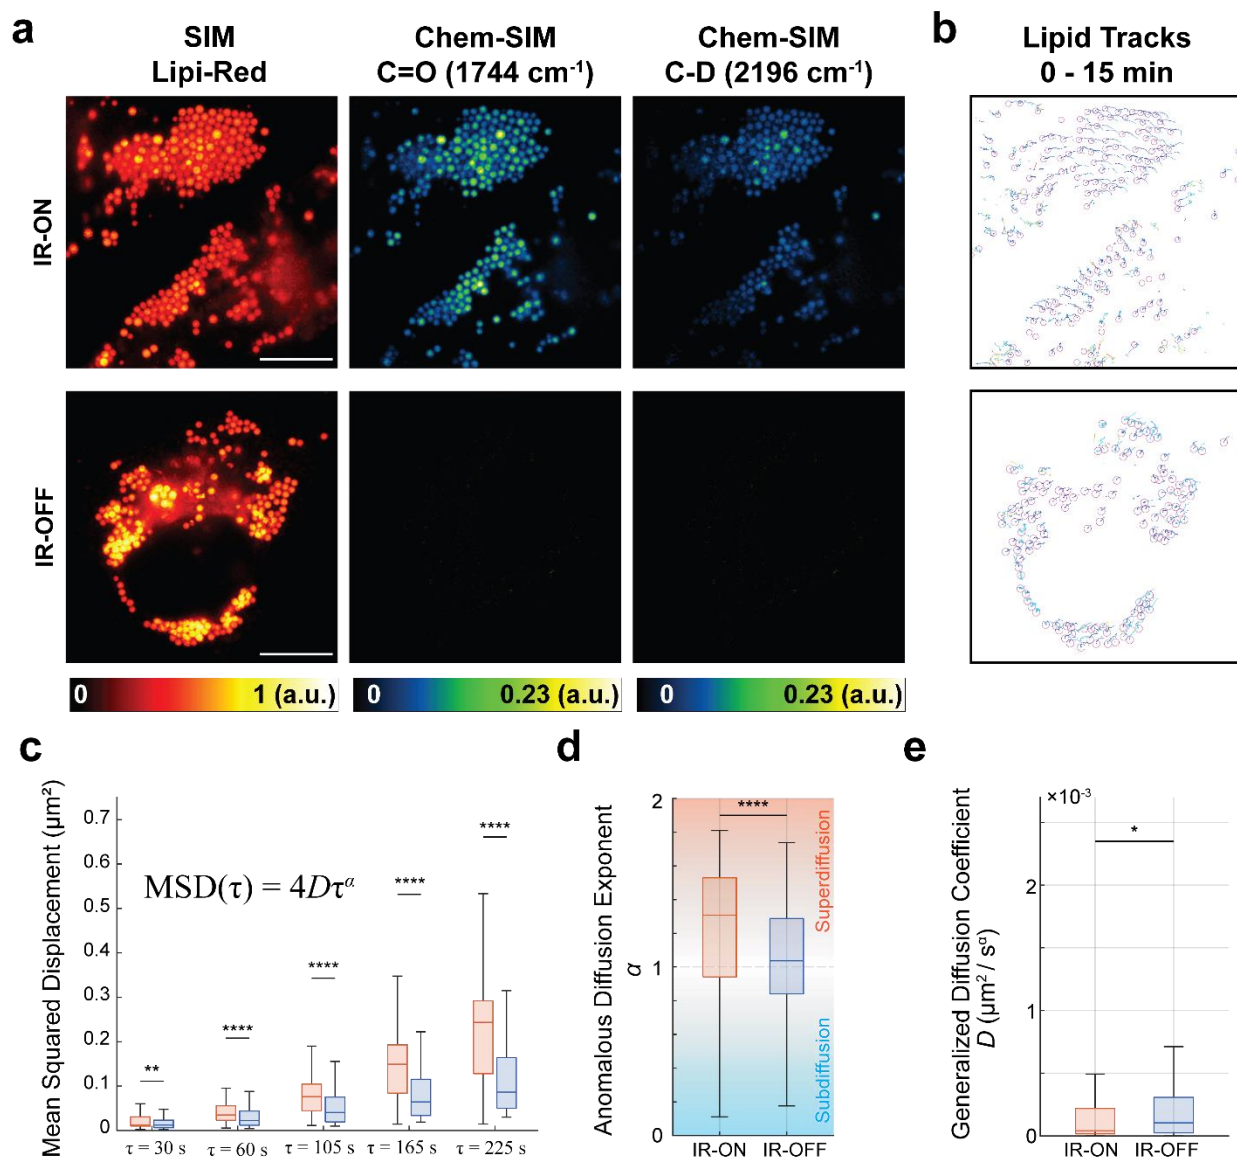 a
SIM
Lipi-Red
Chem-SIM
C=O (1744 cm⁻¹)
Chem-SIM
C-D (2196 cm⁻¹)
b
Lipid Tracks
0 - 15 min
IR-ON
IR-OFF
0 1 (a.u.)
0 0.23 (a.u.)
0 0.23 (a.u.)
c
Mean Squared Displacement (µm²)
0.7
0.6
0.5
0.4
0.3
0.2
0.1
0
MSD(τ) = 4Dτᵅ
**
****
****
****
****
τ = 30 s
τ = 60 s
τ = 105 s
τ = 165 s
τ = 225 s
d
Anomalous Diffusion Exponent
α
2
1
0
****
Superdiffusion
Subdiffusion
IR-ON
IR-OFF
e
Generalized Diffusion Coefficient
D (µm² / sᵅ)
×10⁻³
2
1
0
*
IR-ON
IR-OFF